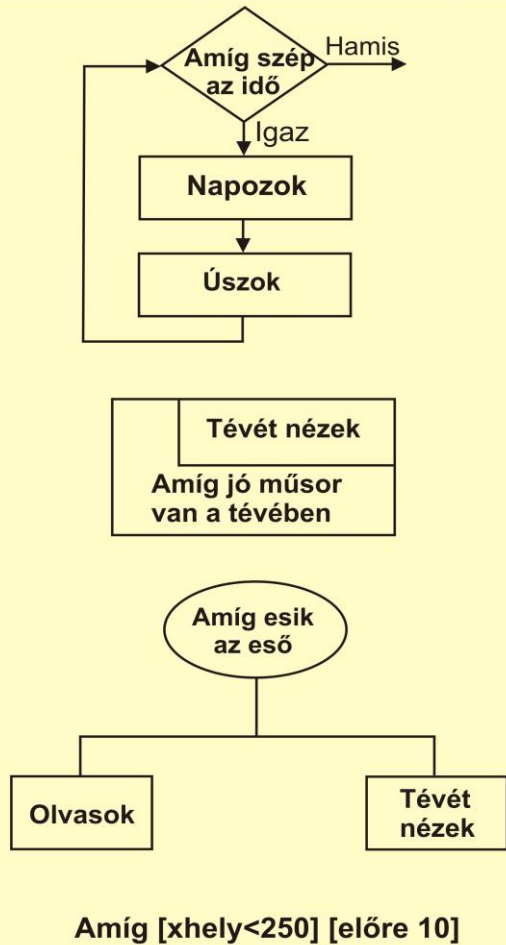 Amíg szép
az idő
Hamis
Igaz
Napozok
Úszok
Tévét nézek
Amíg jó műsor
van a tévében
Amíg esik
az eső
Olvasok
Tévét
nézek
Amíg [xhely<250] [előre 10]